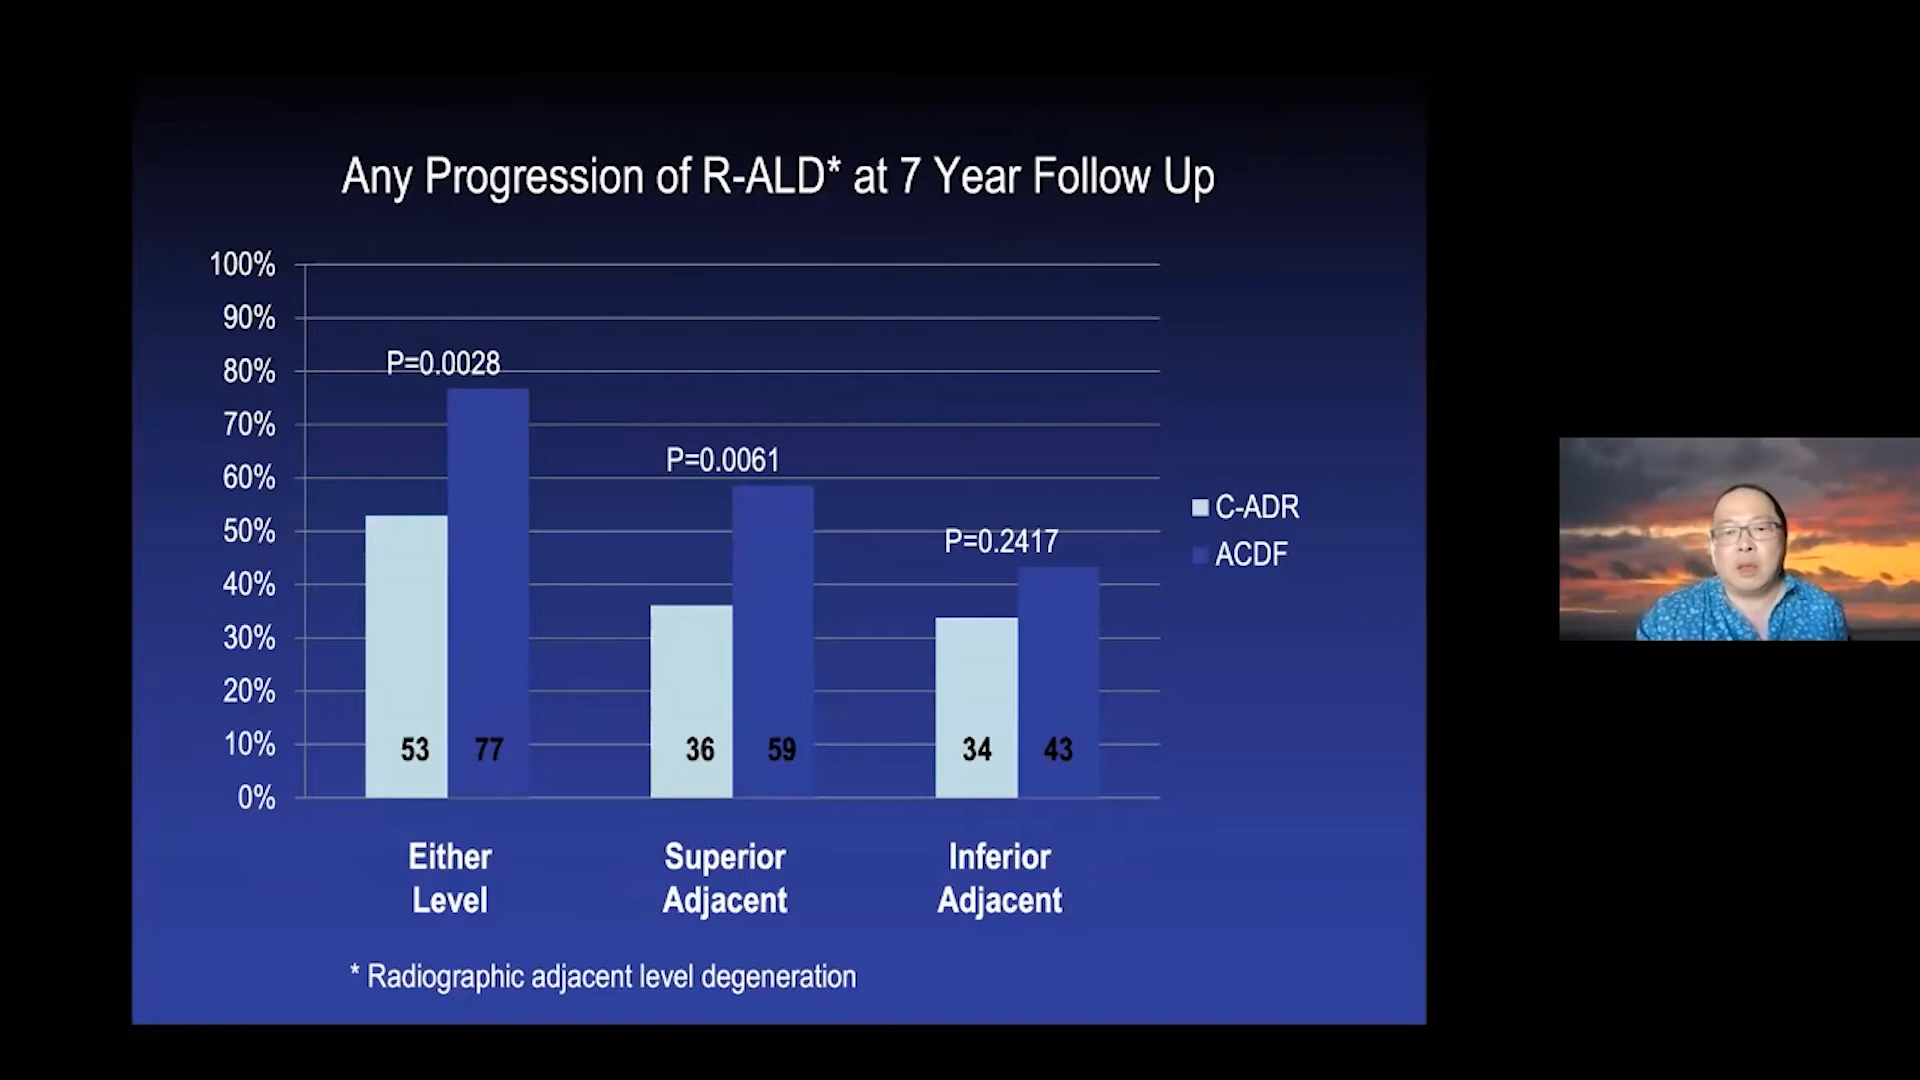 Any Progression of R-ALD* at 7 Year Follow Up
100%
90%
80%
70%
60%
50%
40%
30%
20%
10%
0%
P=0.0028
P=0.0061
P=0.2417
53 77 36 59 34 43
C-ADR
ACDF
Either
Level
Superior
Adjacent
Inferior
Adjacent
* Radiographic adjacent level degeneration